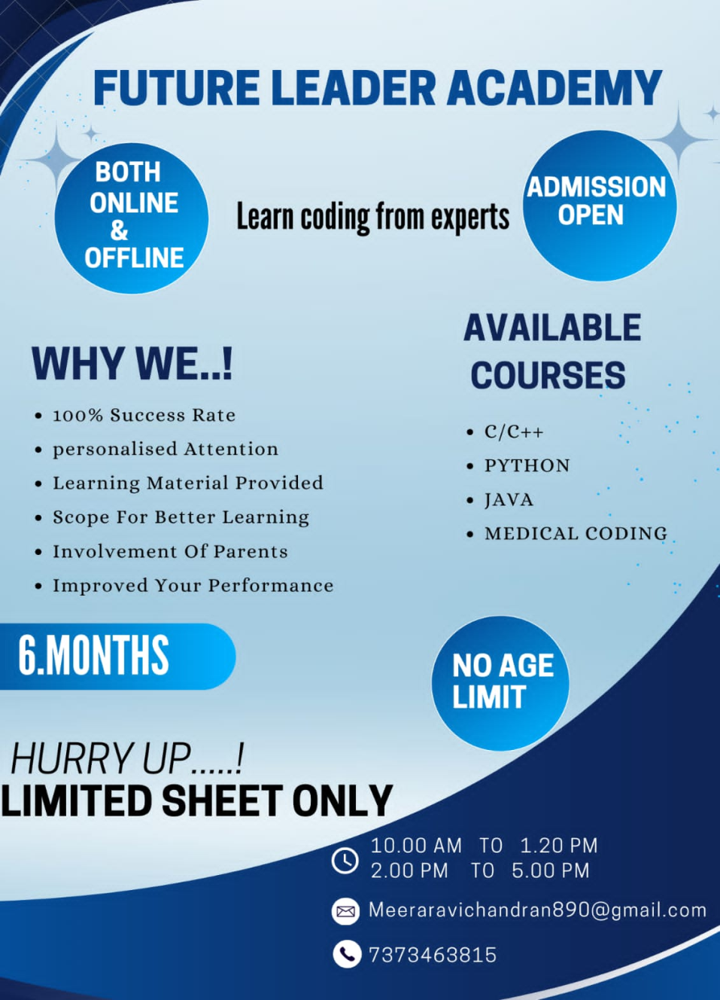 FUTURE LEADER ACADEMY
BOTH
ONLINE
&
OFFLINE
Learn coding from experts
ADMISSION
OPEN
WHY WE..!
• 100% Success Rate
• personalised Attention
• Learning Material Provided
• Scope For Better Learning
• Involvement Of Parents
• Improved Your Performance
AVAILABLE
COURSES
• C/C++
• PYTHON
• JAVA
• MEDICAL CODING
6.MONTHS
NO AGE
LIMIT
HURRY UP.....!
LIMITED SHEET ONLY
10.00 AM TO 1.20 PM
2.00 PM TO 5.00 PM
Meeraravichandran890@gmail.com
7373463815